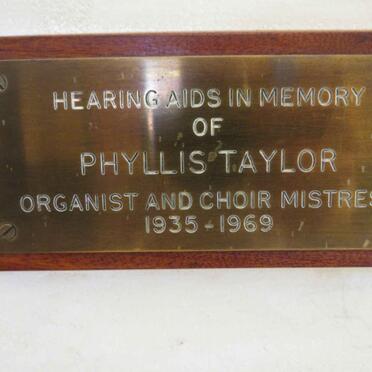 HEARING AIDS IN MEMORY
OF
PHYLLIS TAYLOR
ORGANIST AND CHOIR MISTRES
1935-1969